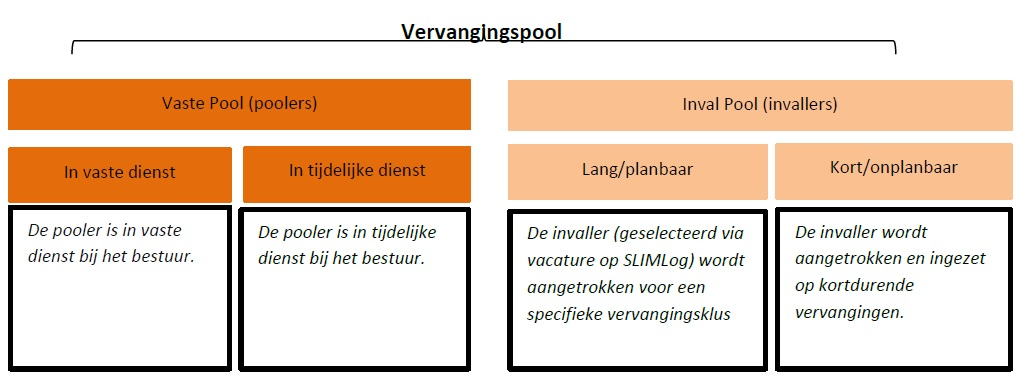 Vervangingspool
Vaste Pool (poolers)
Inval Pool (invallers)
In vaste dienst
In tijdelijke dienst
Lang/planbaar
Kort/onplanbaar
De pooler is in vaste
dienst bij het bestuur.
De pooler is in tijdelijke
dienst bij het bestuur.
De invaller (geselecteerd via
vacature op SLIMLog) wordt
aangetrokken voor een
specifieke vervangingsklus
De invaller wordt
aangetrokken en ingezet
op kortdurende
vervangingen.